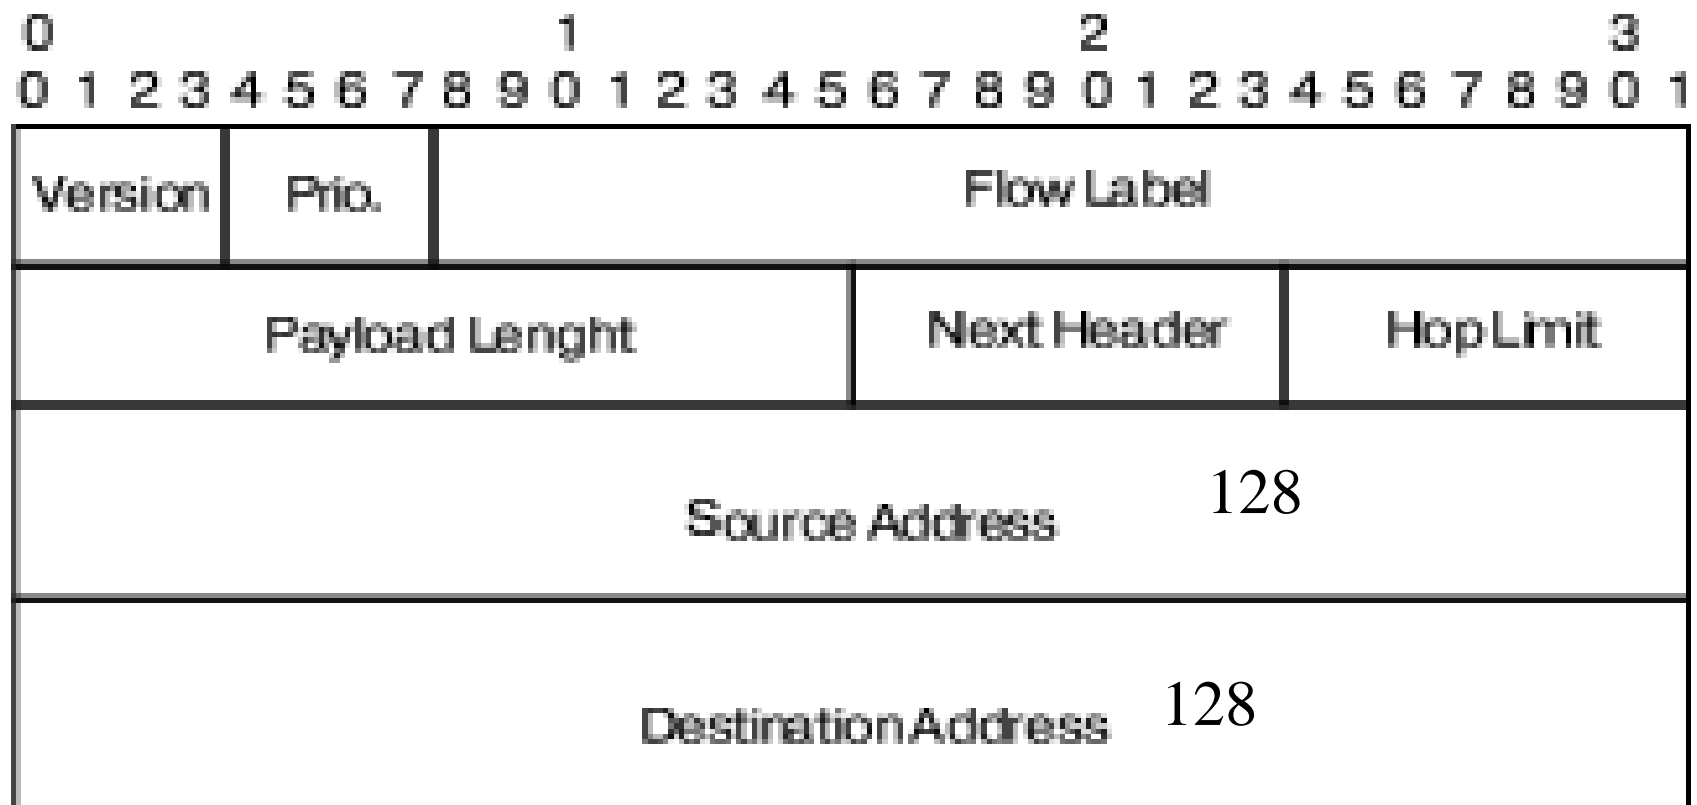 0 1 2 3
0 1 2 3 4 5 6 7 8 9 0 1 2 3 4 5 6 7 8 9 0 1 2 3 4 5 6 7 8 9 0 1
Version Prio. Flow Label
Payload Lenght Next Header Hop Limit
Source Address 128
Destination Address 128